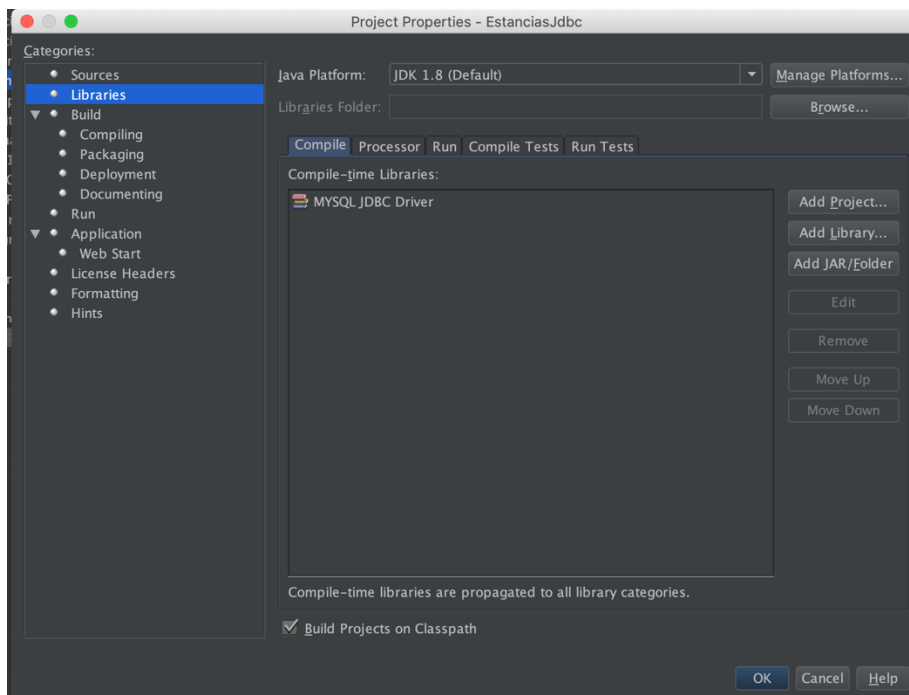 Project Properties - EstanciasJdbc
Categories:
Sources
Libraries
Build
Compiling
Packaging
Deployment
Documenting
Run
Application
Web Start
License Headers
Formatting
Hints
Java Platform: JDK 1.8 (Default) Manage Platforms...
Libraries Folder: Browse...
Compile Processor Run Compile Tests Run Tests
Compile-time Libraries:
MYSQL JDBC Driver
Add Project...
Add Library...
Add JAR/Folder
Edit
Remove
Move Up
Move Down
Compile-time libraries are propagated to all library categories.
Build Projects on Classpath
OK Cancel Help